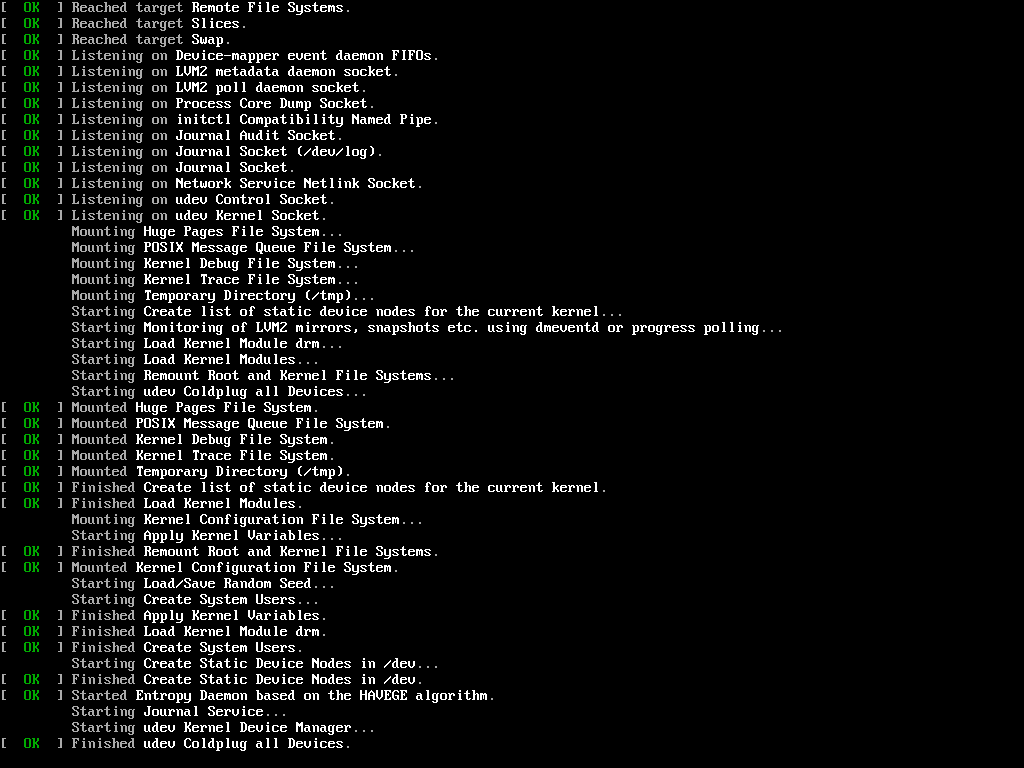 [  OK  ] Reached target Remote File Systems.
[  OK  ] Reached target Slices.
[  OK  ] Reached target Swap.
[  OK  ] Listening on Device-mapper event daemon FIFOs.
[  OK  ] Listening on LVM2 metadata daemon socket.
[  OK  ] Listening on LVM2 poll daemon socket.
[  OK  ] Listening on Process Core Dump Socket.
[  OK  ] Listening on initctl Compatibility Named Pipe.
[  OK  ] Listening on Journal Audit Socket.
[  OK  ] Listening on Journal Socket (/dev/log).
[  OK  ] Listening on Journal Socket.
[  OK  ] Listening on Network Service Netlink Socket.
[  OK  ] Listening on udev Control Socket.
[  OK  ] Listening on udev Kernel Socket.
         Mounting Huge Pages File System...
         Mounting POSIX Message Queue File System...
         Mounting Kernel Debug File System...
         Mounting Kernel Trace File System...
         Mounting Temporary Directory (/tmp)...
         Starting Create list of static device nodes for the current kernel...
         Starting Monitoring of LVM2 mirrors, snapshots etc. using dmeventd or progress polling...
         Starting Load Kernel Module drm...
         Starting Load Kernel Modules...
         Starting Remount Root and Kernel File Systems...
         Starting udev Coldplug all Devices...
[  OK  ] Mounted Huge Pages File System.
[  OK  ] Mounted POSIX Message Queue File System.
[  OK  ] Mounted Kernel Debug File System.
[  OK  ] Mounted Kernel Trace File System.
[  OK  ] Mounted Temporary Directory (/tmp).
[  OK  ] Finished Create list of static device nodes for the current kernel.
[  OK  ] Finished Load Kernel Modules.
         Mounting Kernel Configuration File System...
         Starting Apply Kernel Variables...
[  OK  ] Finished Remount Root and Kernel File Systems.
[  OK  ] Mounted Kernel Configuration File System.
         Starting Load/Save Random Seed...
         Starting Create System Users...
[  OK  ] Finished Apply Kernel Variables.
[  OK  ] Finished Load Kernel Module drm.
[  OK  ] Finished Create System Users.
         Starting Create Static Device Nodes in /dev...
[  OK  ] Finished Create Static Device Nodes in /dev.
[  OK  ] Started Entropy Daemon based on the HAVEGE algorithm.
         Starting Journal Service...
         Starting udev Kernel Device Manager...
[  OK  ] Finished udev Coldplug all Devices.